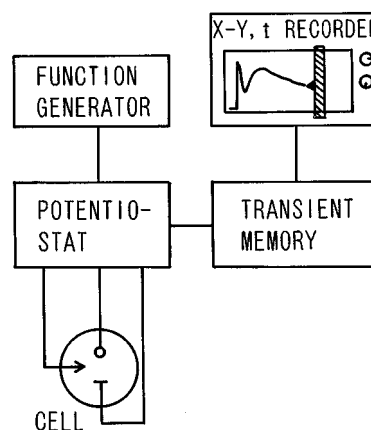 X-Y, t RECORDER
FUNCTION
GENERATOR
POTENTIO-
STAT
TRANSIENT
MEMORY
CELL